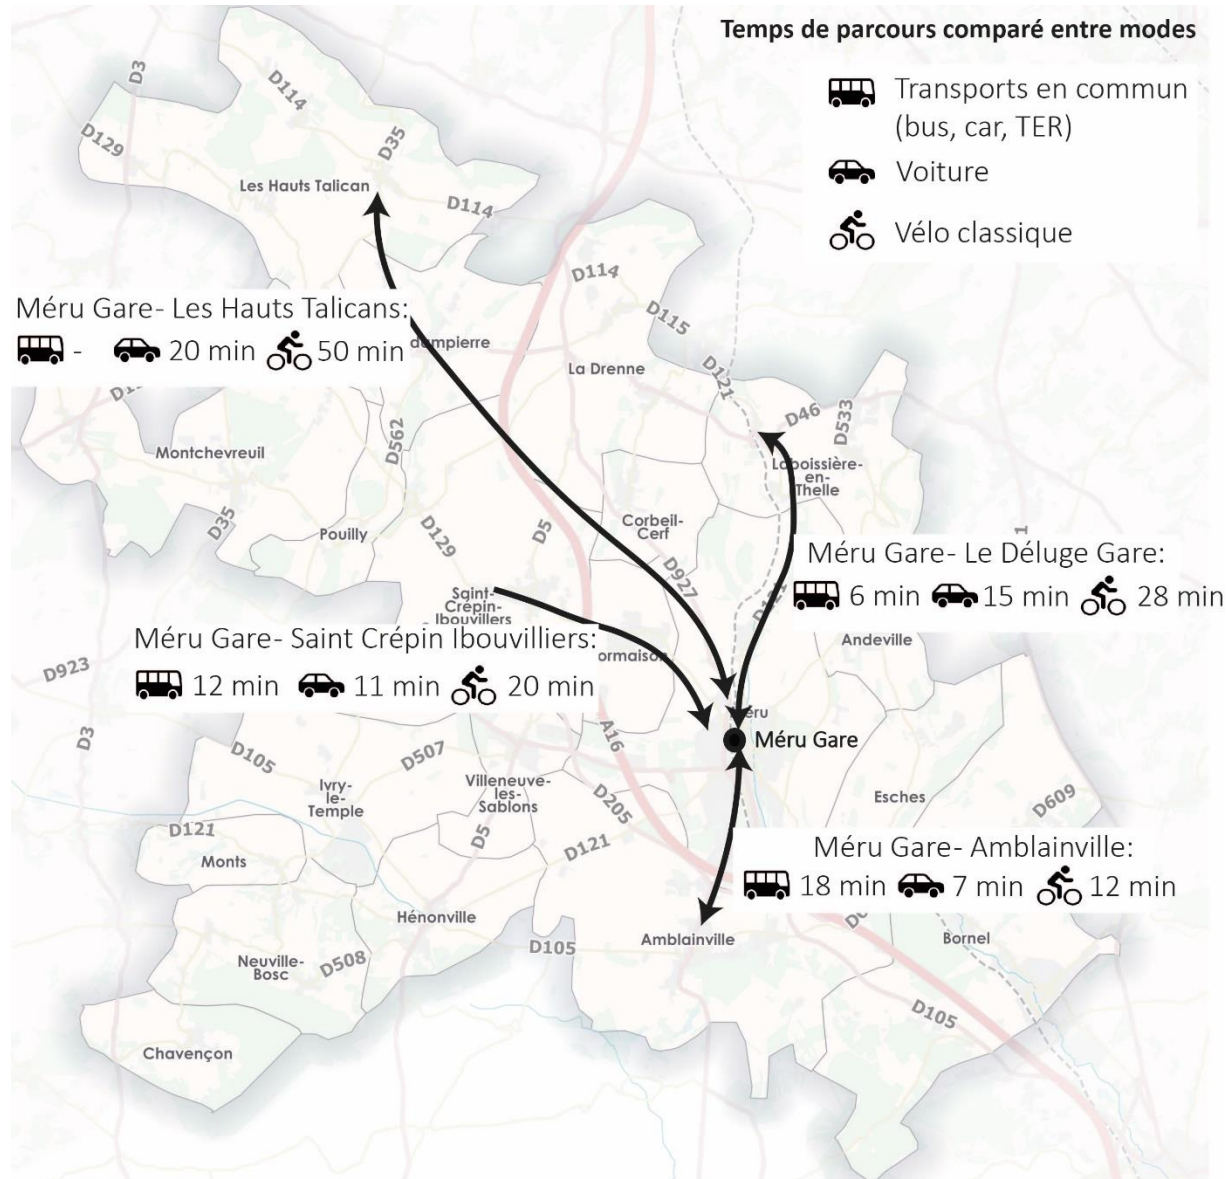 Temps de parcours comparé entre modes
Transports en commun
(bus, car, TER)
Voiture
Vélo classique
D3
D114
D129
D35
Les Hauts Talican
D114
D114
Méru Gare- Les Hauts Talicans:
- 20 min 50 min
D115
La Drenne
D121
D46
D533
D562
Montchevreuil
Laboissière-
en-
Thelle
D35
Pouilly
D129
D5
Corbeil-
Cerf
D927
Méru Gare- Le Déluge Gare:
6 min 15 min 28 min
Saint-
Crépin-
Ibouvillers
Andeville
Méru Gare- Saint Crépin Ibouvilliers:
12 min 11 min 20 min
D923
D3
A16
Méru Gare
D105
D507
Ivry-
le-
Temple
Villeneuve-
les-
Sablons
D205
Esches
D609
D121
D5
D121
Monts
Méru Gare- Amblainville:
18 min 7 min 12 min
Hénonville
Amblainville
D105
Bornel
Neuville-
Bosc
D508
D105
Chavençon